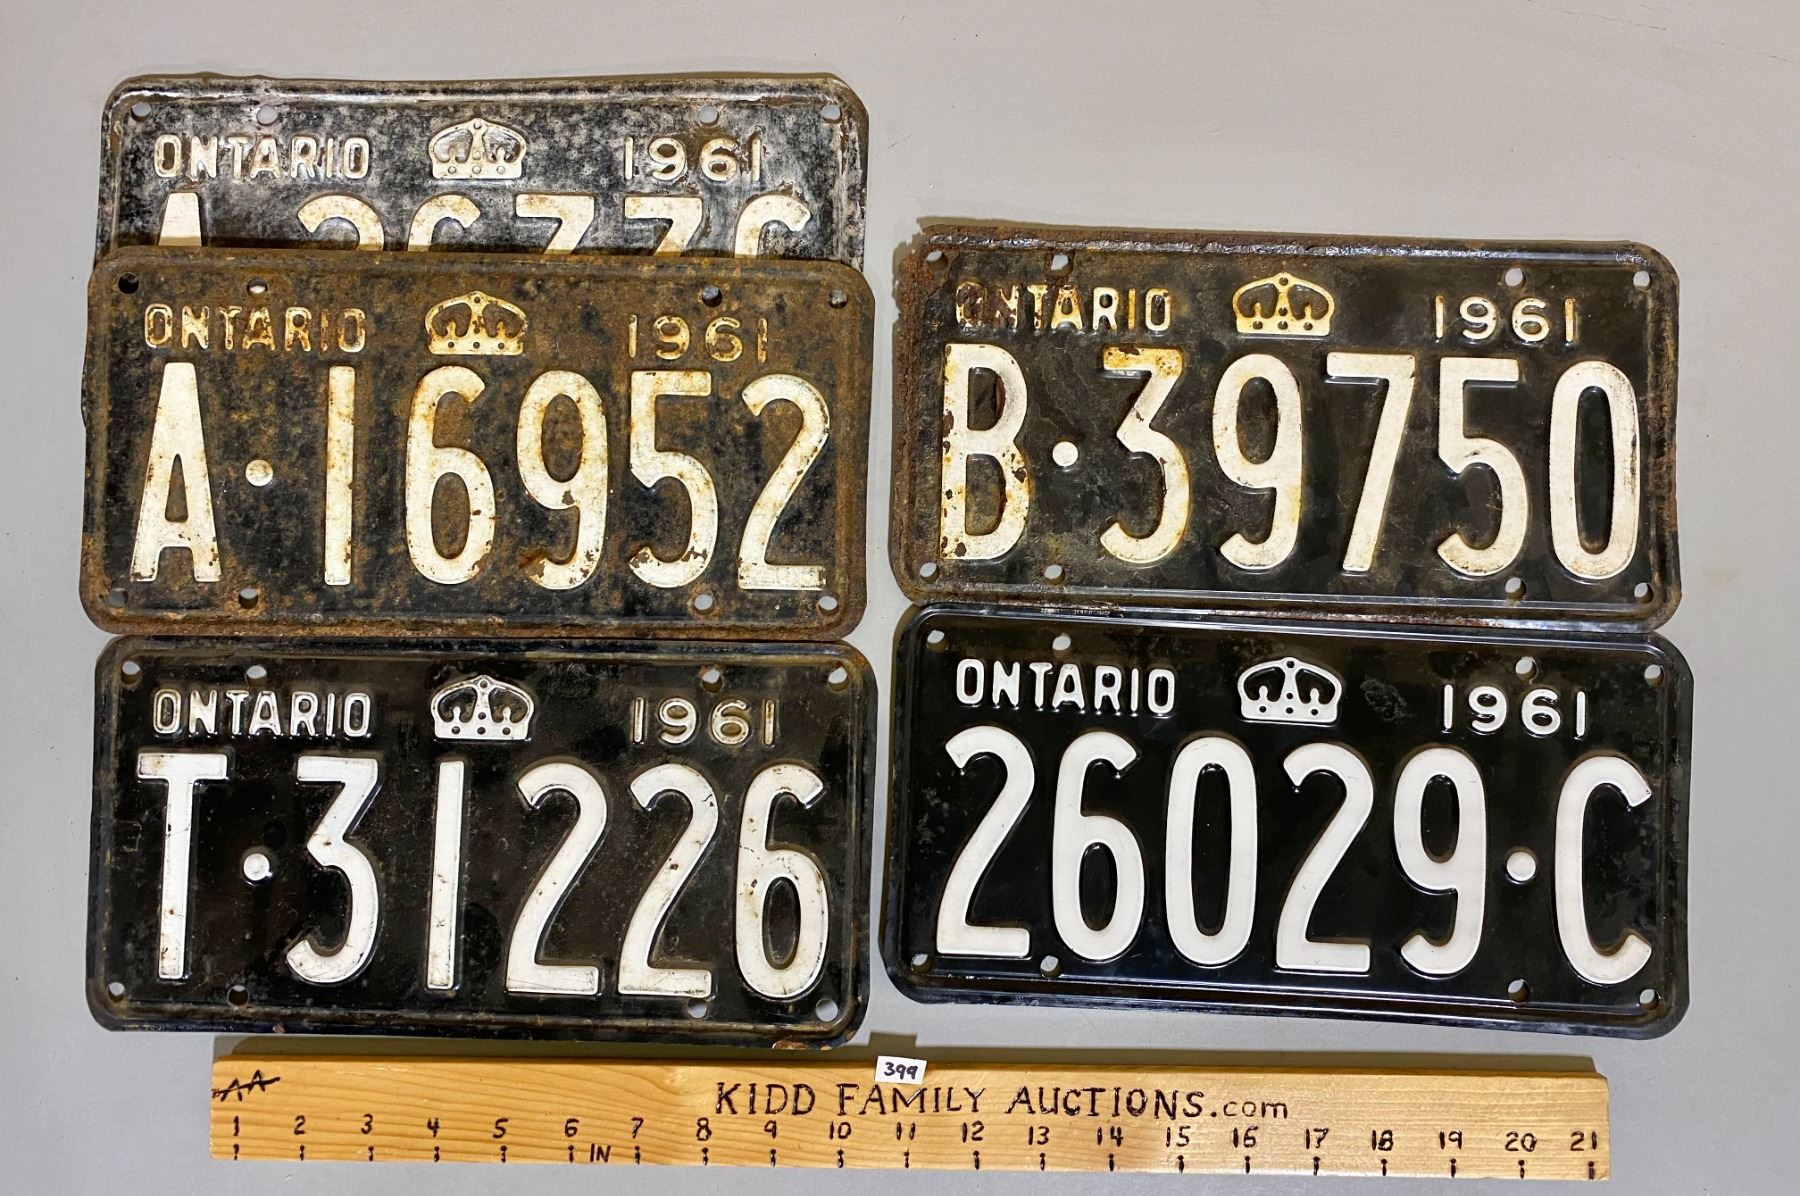 ONTARIO 1961
ONTARIO 1961
A·16952
ONTARIO 1961
T·31226
ONTARIO 1961
B·39750
ONTARIO 1961
26029·C
399
AA KIDD FAMILY AUCTIONS.com
1 2 3 4 5 6 IN 7 8 9 10 11 12 13 14 15 16 17 18 19 20 21